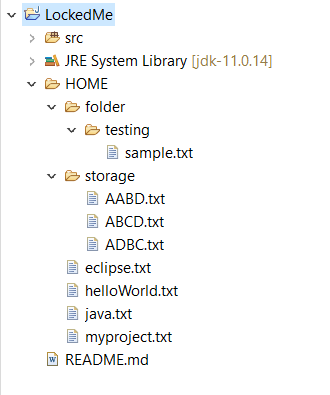 LockedMe
src
JRE System Library [jdk-11.0.14]
HOME
folder
testing
sample.txt
storage
AABD.txt
ABCD.txt
ADBC.txt
eclipse.txt
helloWorld.txt
java.txt
myproject.txt
README.md